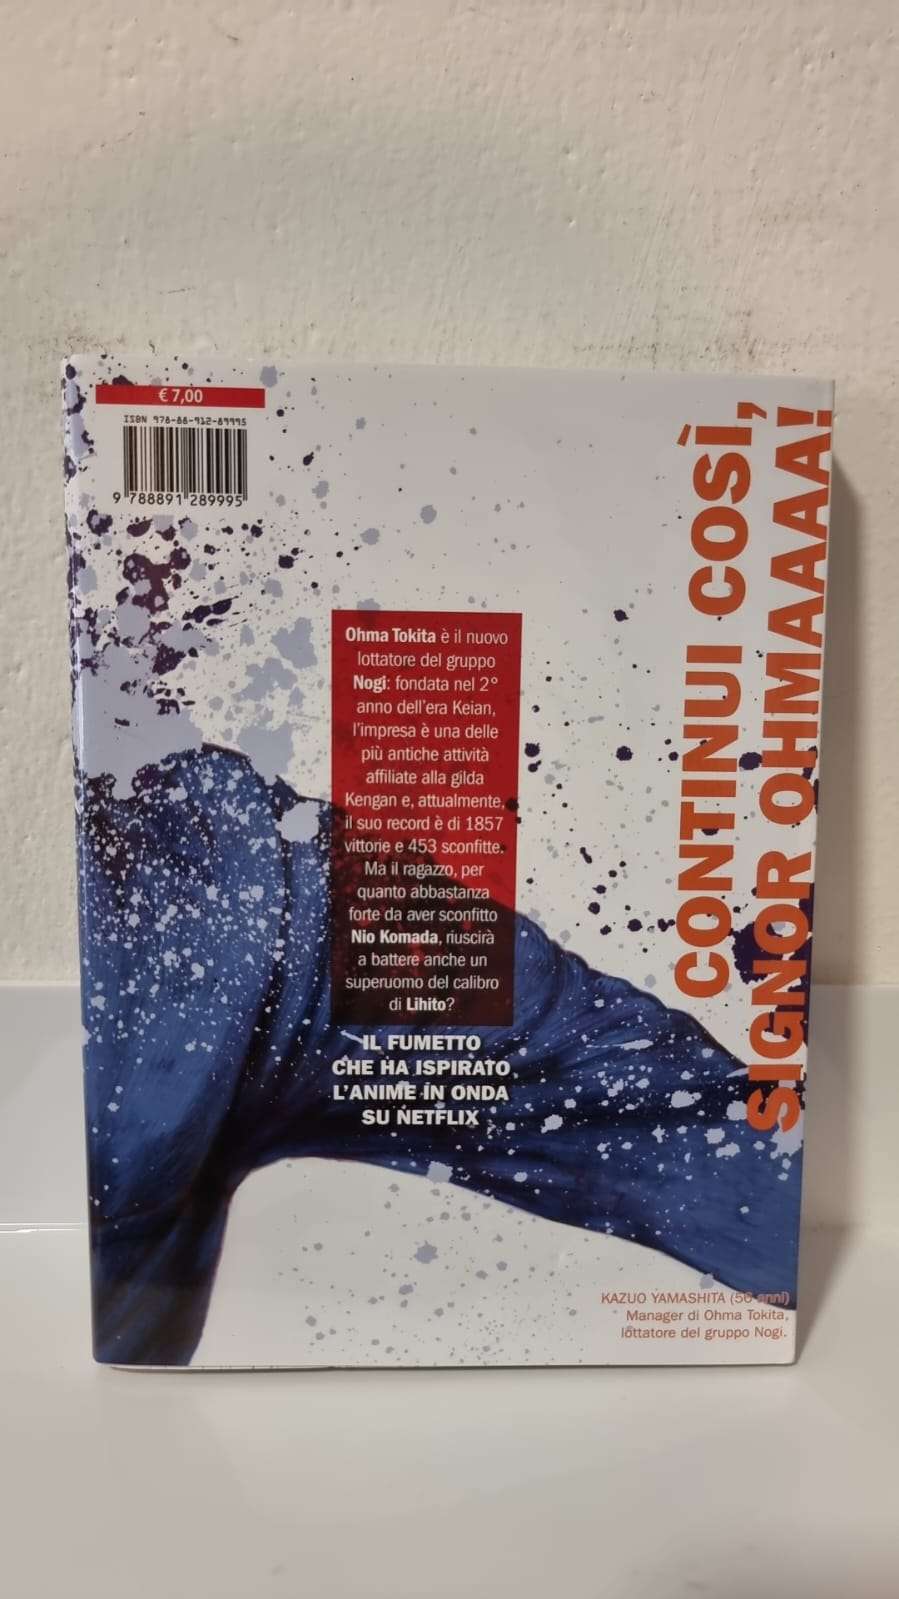 € 7,00
ISBN 978-88-912-89995
9 788891 289995
CONTINUI COSÌ,
SIGNOR OHMAAAA!
Ohma Tokita è il nuovo
lottatore del gruppo
Nogi: fondata nel 2°
anno dell'era Keian,
l'impresa è una delle
più antiche attività
affiliate alla gilda
Kengan e, attualmente,
il suo record è di 1857
vittorie e 453 sconfitte.
Ma il ragazzo, per
quanto abbastanza
forte da aver sconfitto
Nio Komada, riuscirà
a battere anche un
superuomo del calibro
di Lihito?
IL FUMETTO
CHE HA ISPIRATO
L'ANIME IN ONDA
SU NETFLIX
KAZUO YAMASHITA (56 anni)
Manager di Ohma Tokita,
lottatore del gruppo Nogi.